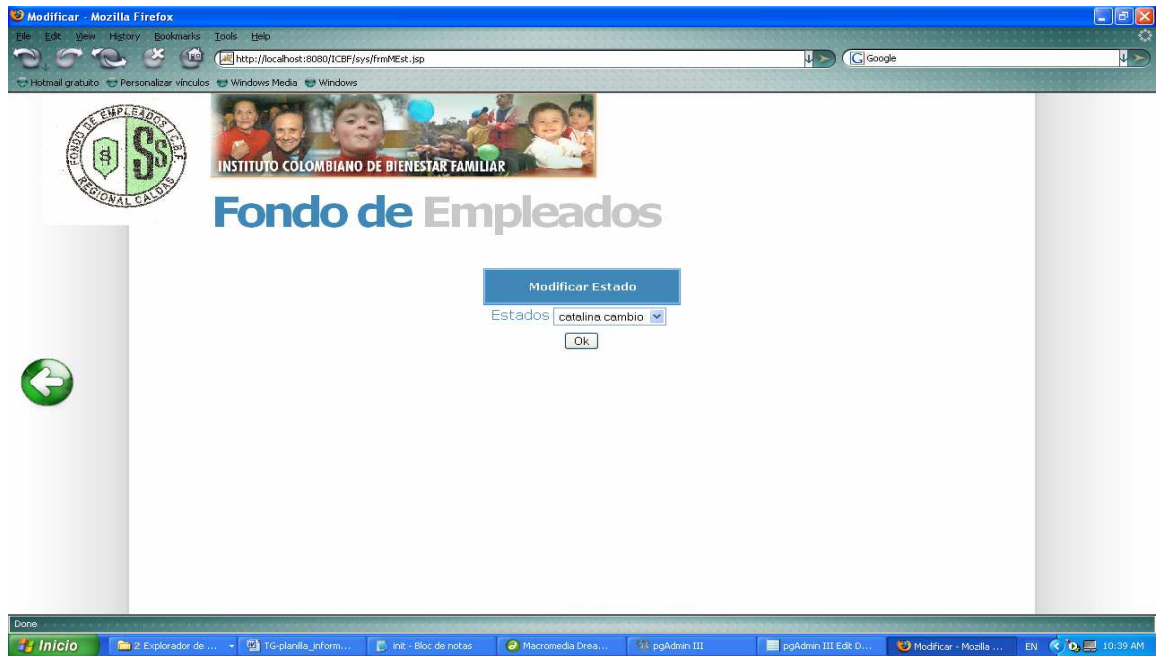 Modificar - Mozilla Firefox
File Edit View History Bookmarks Tools Help
http://localhost:8080/ICBF/sys/frmMEst.jsp
Google
Hotmail gratuito Personalizar vínculos Windows Media Windows
FONDO DE EMPLEADOS I.C.B.F.
REGIONAL CALDAS
INSTITUTO COLOMBIANO DE BIENESTAR FAMILIAR
Fondo de Empleados
Modificar Estado
Estados catalina cambio
Ok
Done
Inicio 2 Explorador de ... TG-planilla_inform... init - Bloc de notas Macromedia Drea... pgAdmin III pgAdmin III Edit D... Modificar - Mozilla ... EN 10:39 AM